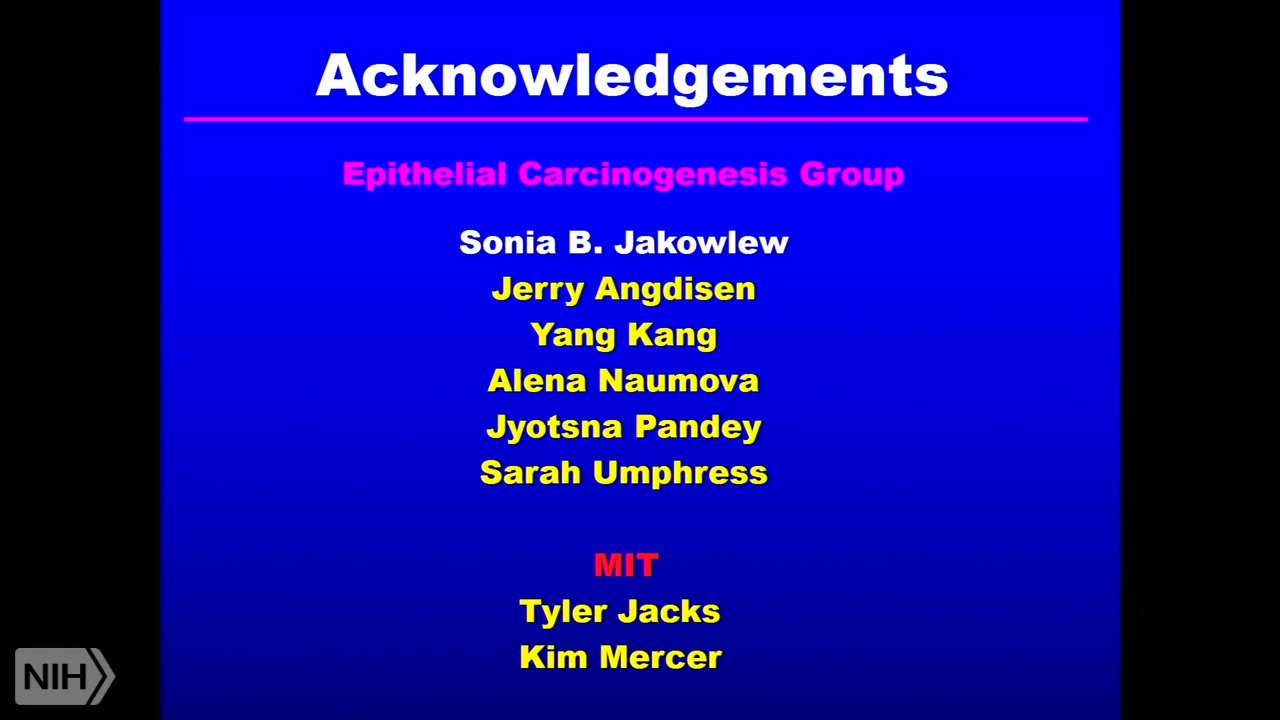 Acknowledgements
Epithelial Carcinogenesis Group
Sonia B. Jakowlew
Jerry Angdisen
Yang Kang
Alena Naumova
Jyotsna Pandey
Sarah Umphress
MIT
Tyler Jacks
Kim Mercer
NIH